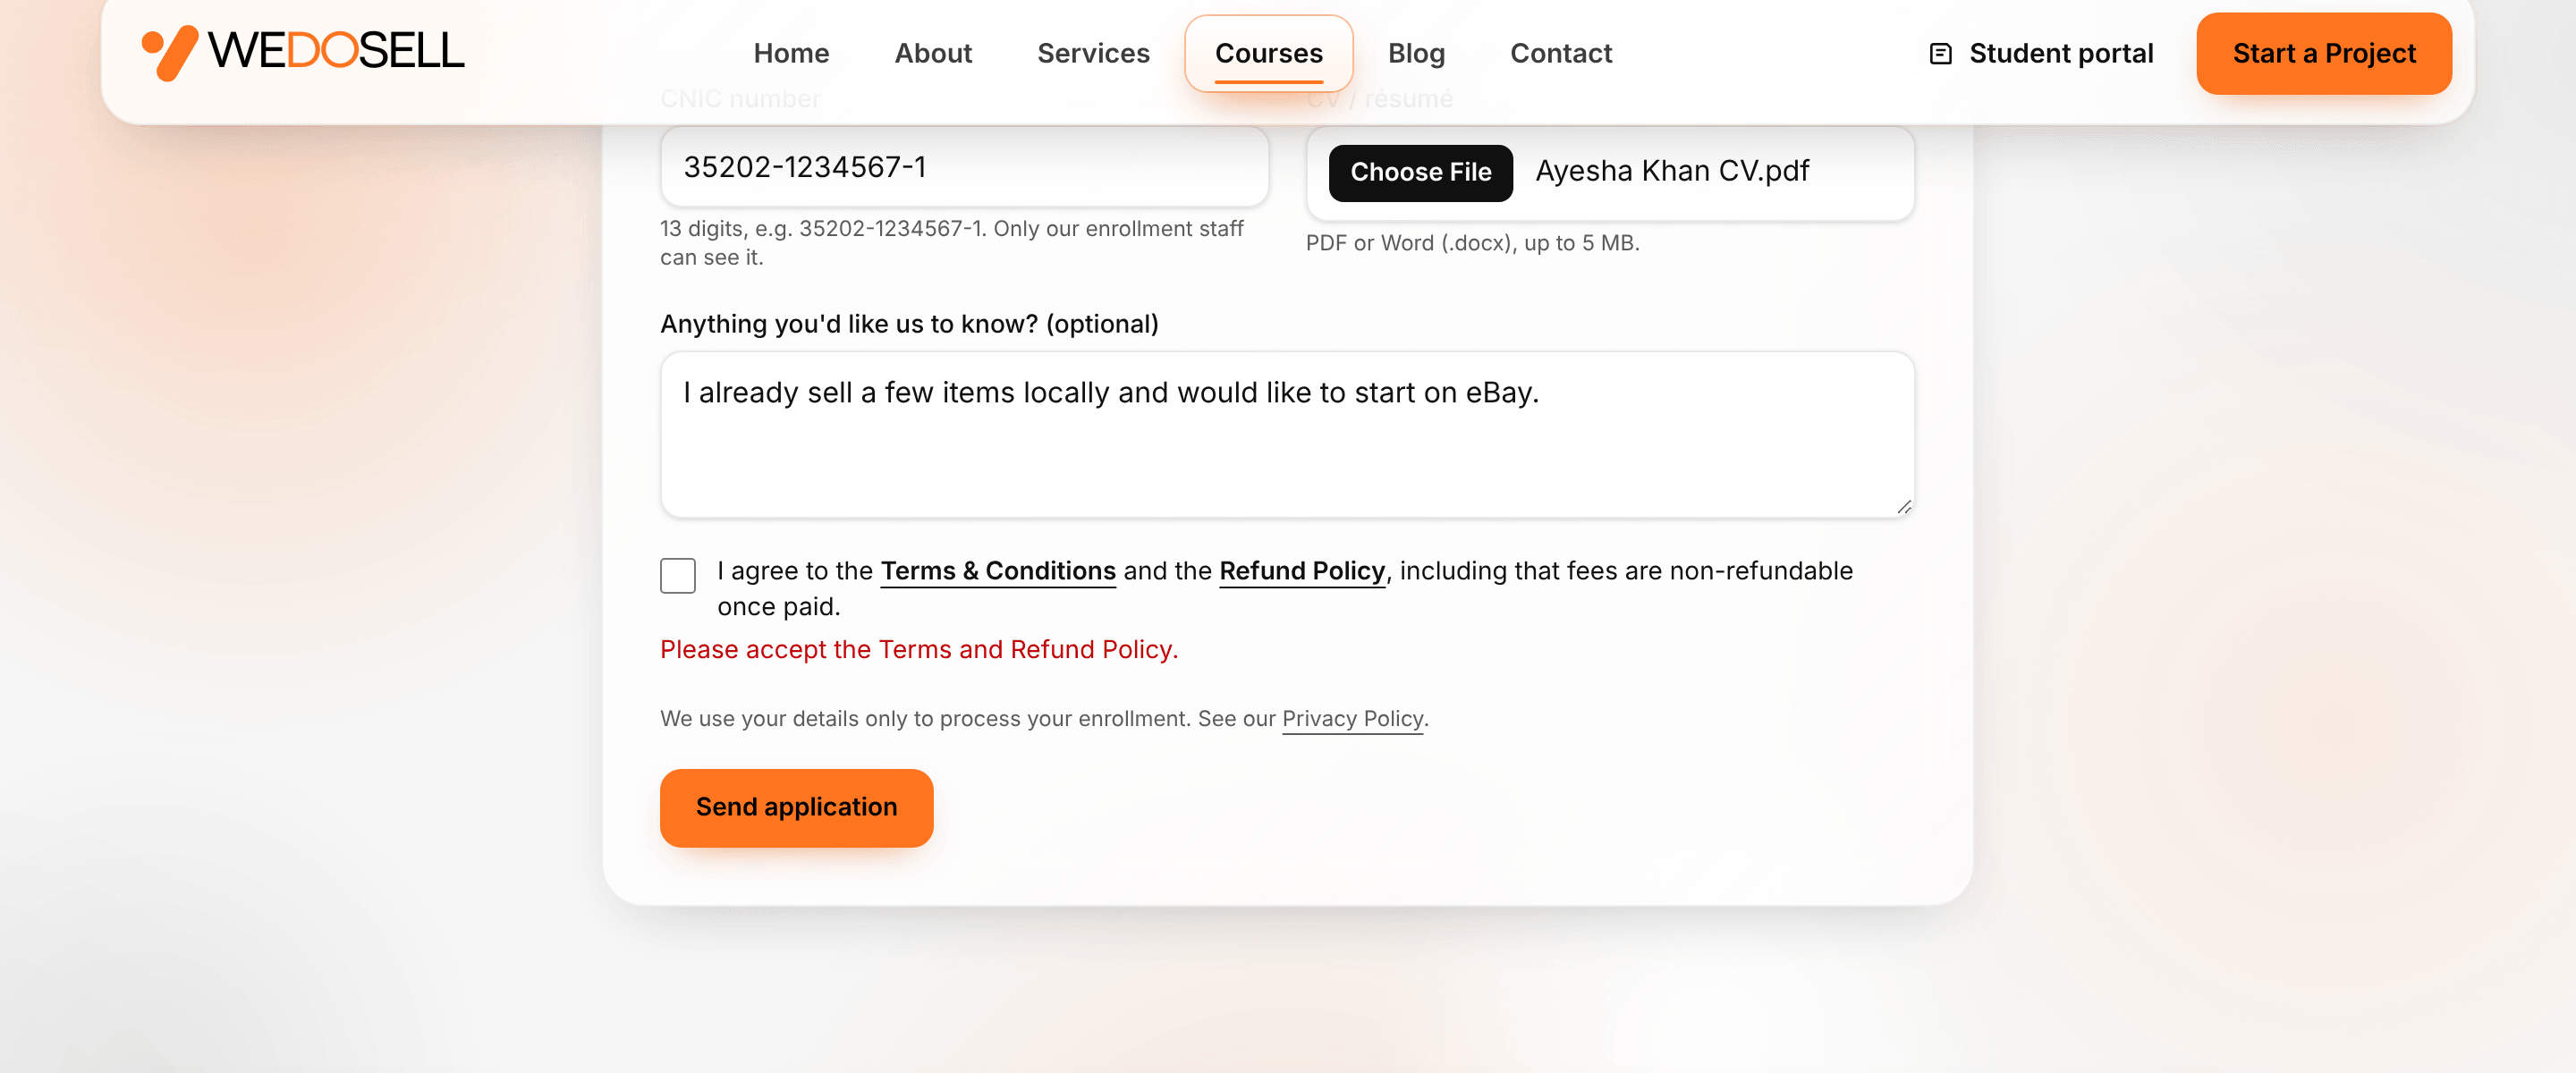 WEDOSELL
Home
About
Services
Courses
Blog
Contact
Student portal
Start a Project
CNIC number
CV / résumé
35202-1234567-1
Choose File
Ayesha Khan CV.pdf
13 digits, e.g. 35202-1234567-1. Only our enrollment staff
can see it.
PDF or Word (.docx), up to 5 MB.
Anything you'd like us to know? (optional)
I already sell a few items locally and would like to start on eBay.
I agree to the Terms & Conditions and the Refund Policy, including that fees are non-refundable
once paid.
Please accept the Terms and Refund Policy.
We use your details only to process your enrollment. See our Privacy Policy.
Send application